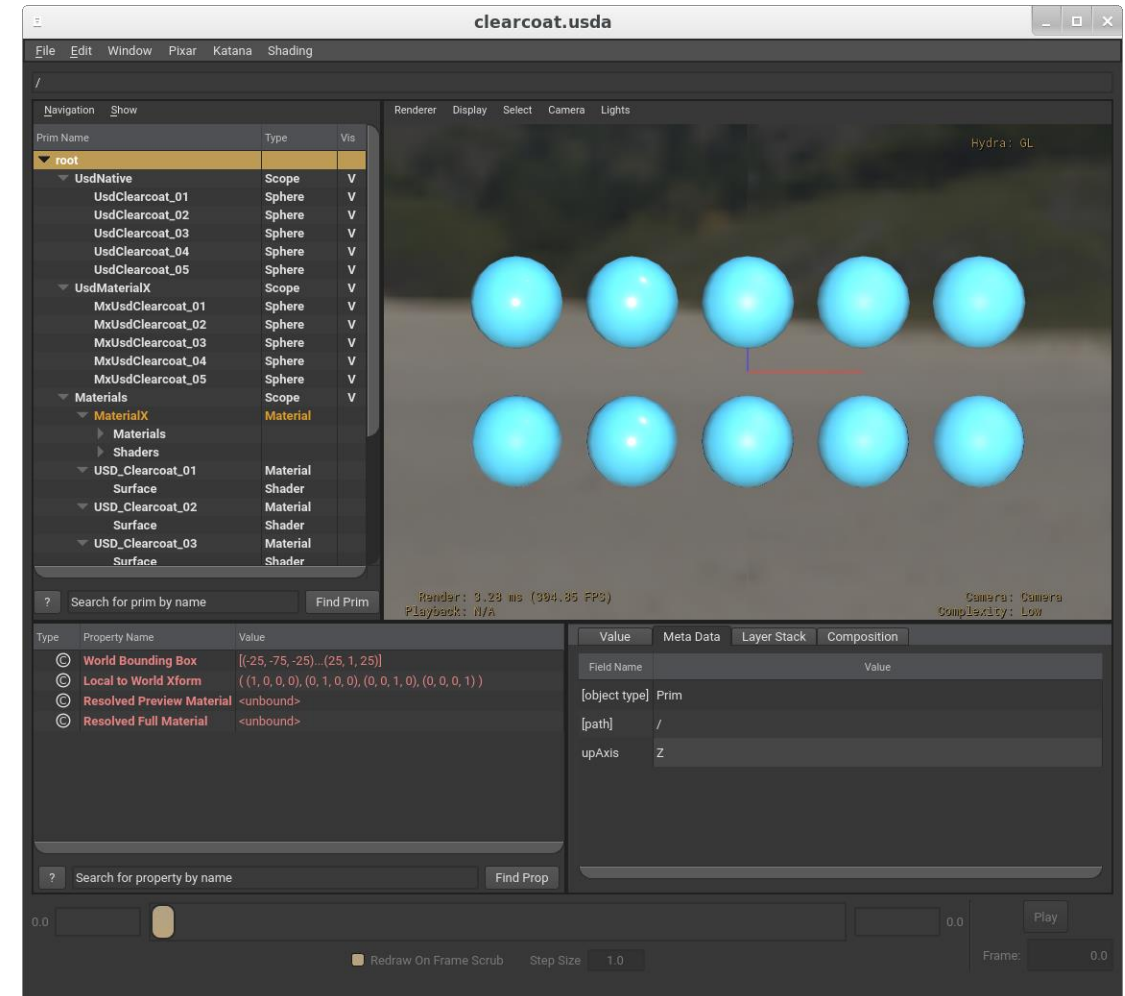 clearcoat.usda
File Edit Window Pixar Katana Shading
/
Navigation Show
Prim Name Type Vis
root
UsdNative Scope V
UsdClearcoat_01 Sphere V
UsdClearcoat_02 Sphere V
UsdClearcoat_03 Sphere V
UsdClearcoat_04 Sphere V
UsdClearcoat_05 Sphere V
UsdMaterialX Scope V
MxUsdClearcoat_01 Sphere V
MxUsdClearcoat_02 Sphere V
MxUsdClearcoat_03 Sphere V
MxUsdClearcoat_04 Sphere V
MxUsdClearcoat_05 Sphere V
Materials Scope V
MaterialX Material
Materials
Shaders
USD_Clearcoat_01 Material
Surface Shader
USD_Clearcoat_02 Material
Surface Shader
USD_Clearcoat_03 Material
Surface Shader
? Search for prim by name Find Prim
Renderer Display Select Camera Lights
Hydra: GL
Render: 3.28 ms (304.85 FPS)
Playback: N/A
Camera: Camera
Complexity: Low
Type Property Name Value
© World Bounding Box [(-25, -75, -25)...(25, 1, 25)]
© Local to World Xform ( (1, 0, 0, 0), (0, 1, 0, 0), (0, 0, 1, 0), (0, 0, 0, 1) )
© Resolved Preview Material <unbound>
© Resolved Full Material <unbound>
? Search for property by name Find Prop
Value Meta Data Layer Stack Composition
Field Name Value
[object type] Prim
[path] /
upAxis Z
0.0 0.0 Play
Redraw On Frame Scrub Step Size 1.0 Frame: 0.0